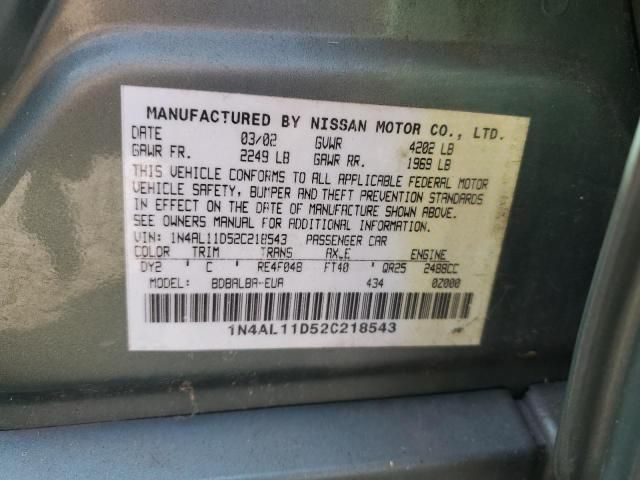 MANUFACTURED BY NISSAN MOTOR CO., LTD.
DATE 03/02 GVWR 4202 LB
GAWR FR. 2249 LB GAWR RR. 1969 LB
THIS VEHICLE CONFORMS TO ALL APPLICABLE FEDERAL MOTOR
VEHICLE SAFETY, BUMPER AND THEFT PREVENTION STANDARDS
IN EFFECT ON THE DATE OF MANUFACTURE SHOWN ABOVE.
SEE OWNERS MANUAL FOR ADDITIONAL INFORMATION.
VIN: 1N4AL11D52C218543 PASSENGER CAR
COLOR TRIM TRANS AXLE ENGINE
DY2 C RE4F04B FT40 QR25 2488CC
MODEL: BDBALBA-EUA 434 0Z000
1N4AL11D52C218543